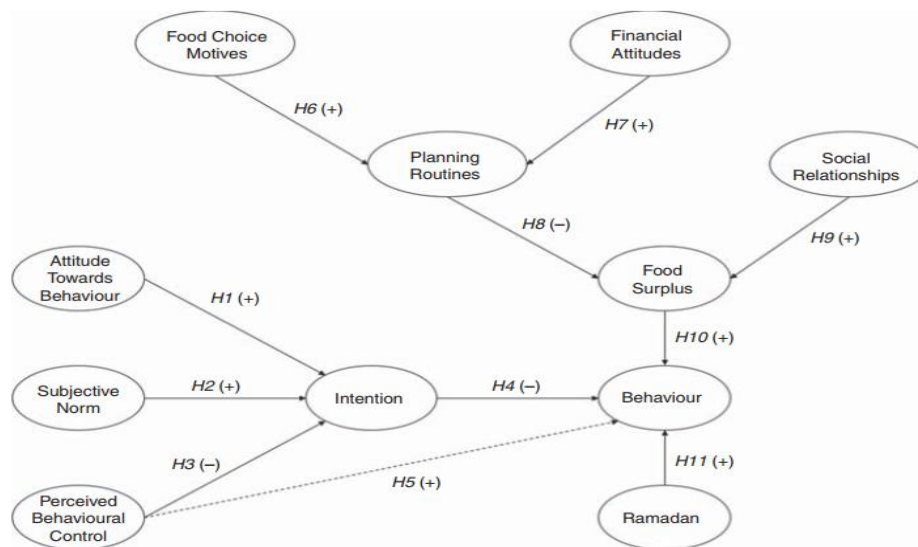 Food Choice
Motives
Financial
Attitudes
H6 (+)
H7 (+)
Planning
Routines
Social
Relationships
H8 (–)
H9 (+)
Attitude
Towards
Behaviour
Food
Surplus
H1 (+)
H10 (+)
Subjective
Norm
H2 (+)
Intention
H4 (–)
Behaviour
H3 (–)
H5 (+)
H11 (+)
Perceived
Behavioural
Control
Ramadan